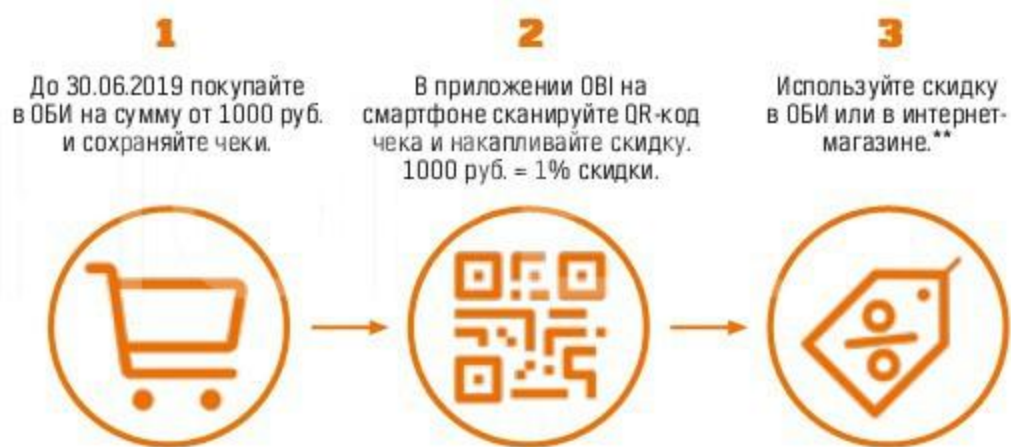 1
До 30.06.2019 покупайте
в ОБИ на сумму от 1000 руб.
и сохраняйте чеки.
2
В приложении OBI на
смартфоне сканируйте QR-код
чека и накапливайте скидку.
1000 руб. = 1% скидки.
3
Используйте скидку
в ОБИ или в интернет-
магазине.**
%